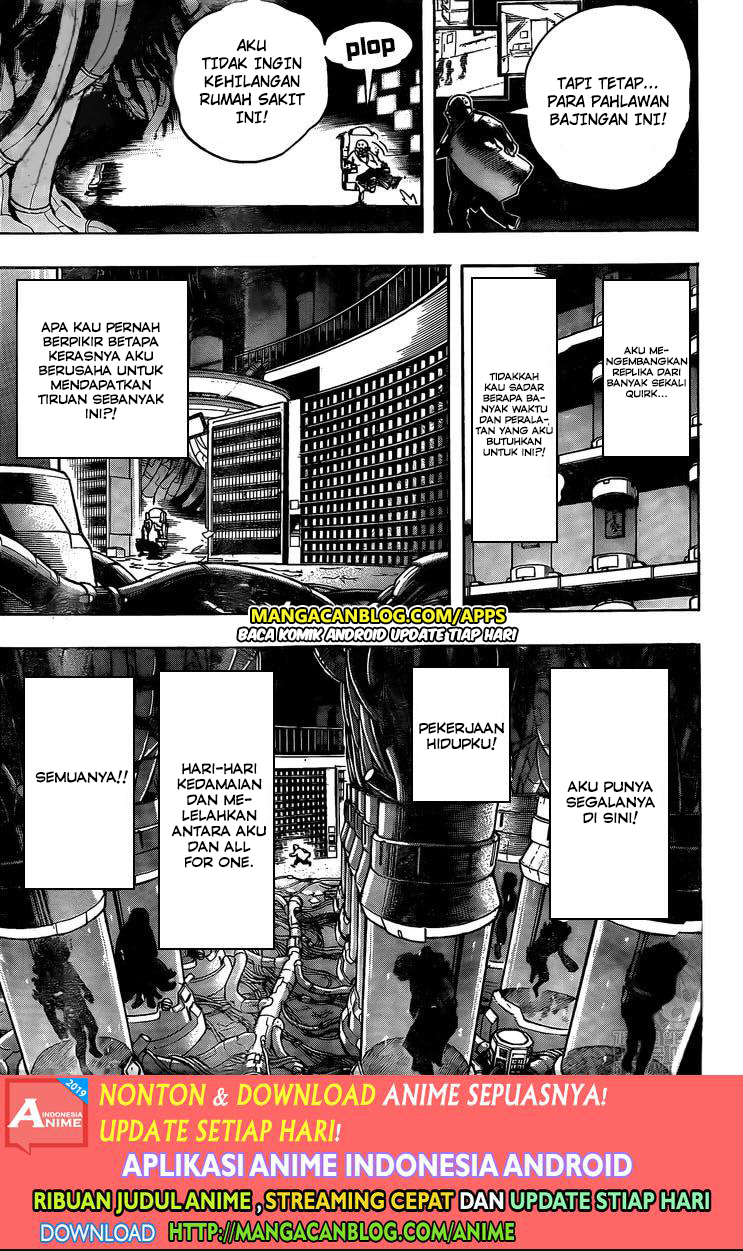 TAPI TETAP...
PARA PAHLAWAN
BAJINGAN INI!
plop
AKU
TIDAK INGIN
KEHILANGAN
RUMAH SAKIT
INI!
AKU ME-
NGEMBANGKAN
REPLIKA DARI
BANYAK SEKALI
QUIRK...
TIDAKKAH
KAU SADAR
BERAPA BA-
NYAK WAKTU
DAN PERALA-
TAN YANG AKU
BUTUHKAN
UNTUK INI?!
APA KAU PERNAH
BERPIKIR BETAPA
KERASNYA AKU
BERUSAHA UNTUK
MENDAPATKAN
TIRUAN SEBANYAK
INI?!
MANGACANBLOG.COM/APPS
BACA KOMIK ANDROID UPDATE TIAP HARI
AKU PUNYA
SEGALANYA
DI SINI!
PEKERJAAN
HIDUPKU!
HARI-HARI
KEDAMAIAN
DAN ME-
LELAHKAN
ANTARA AKU
DAN ALL
FOR ONE.
SEMUANYA!!
2019
A INDONESIA
ANIME
NONTON & DOWNLOAD ANIME SEPUASNYA!
UPDATE SETIAP HARI!
APLIKASI ANIME INDONESIA ANDROID
RIBUAN JUDUL ANIME , STREAMING CEPAT DAN UPDATE STIAP HARI
DOWNLOAD HTTP://MANGACANBLOG.COM/ANIME